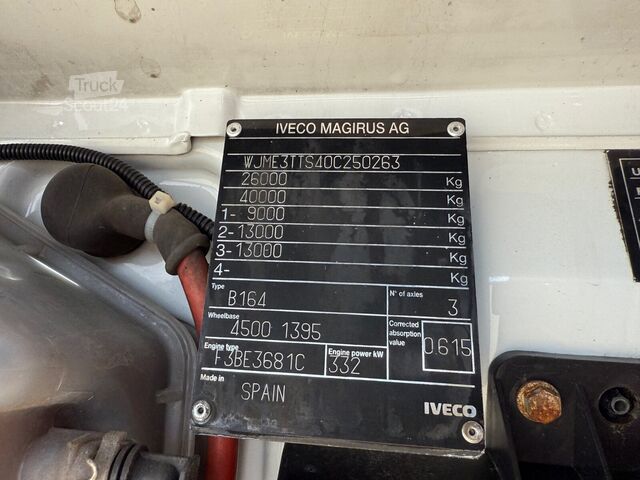 Truck
Scout24
IVECO MAGIRUS AG
WJME3TTS40C250263
26000 Kg
40000 Kg
1- 9000 Kg
2- 13000 Kg
3- 13000 Kg
4- Kg
Type B164 N° of axles 3
Wheelbase 4500 1395 Corrected absorption value 0.615
Engine type F3BE3681C Engine power kW 332
Made in SPAIN
IVECO